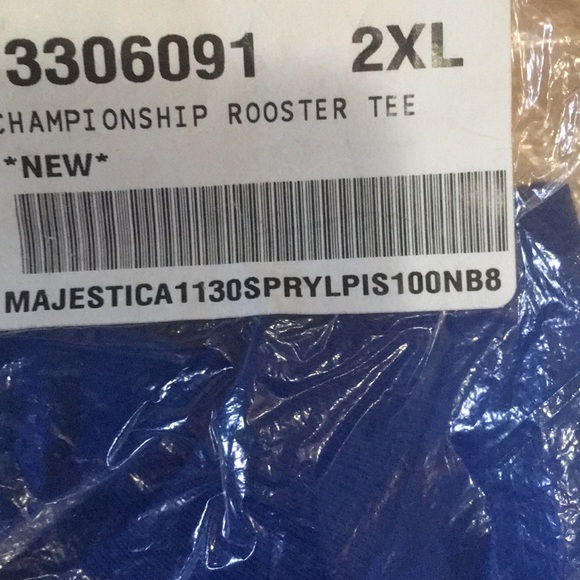 3306091 2XL
CHAMPIONSHIP ROOSTER TEE
*NEW*
MAJESTICA1130SPRYLPIS100NB8